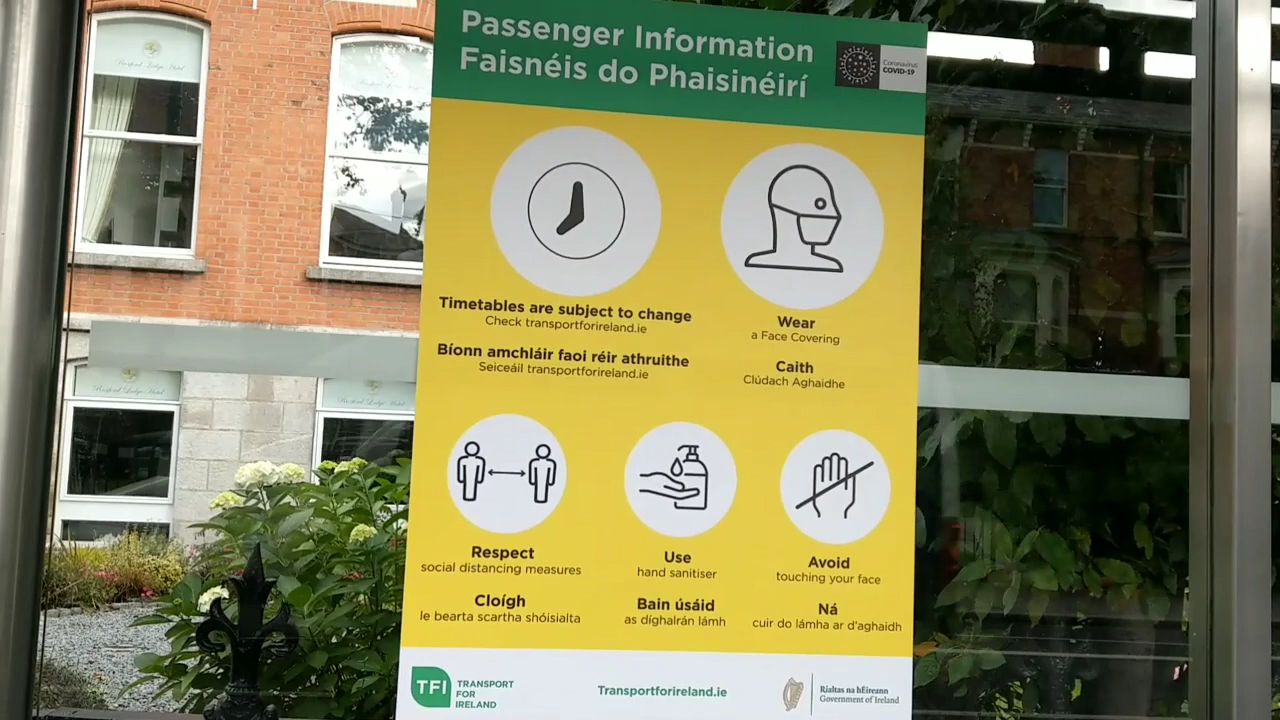 Passenger Information
Faisnéis do Phaisinéirí
Coronavirus
COVID-19
Timetables are subject to change
Check transportforireland.ie
Bíonn amchláir faoi réir athruithe
Seiceáil transportforireland.ie
Wear
a Face Covering
Caith
Clúdach Aghaidhe
Respect
social distancing measures
Cloígh
le bearta scartha shóisialta
Use
hand sanitiser
Bain úsáid
as díghalrán lámh
Avoid
touching your face
Ná
cuir do lámha ar d'aghaidh
TFI
TRANSPORT
FOR
IRELAND
Transportforireland.ie
Rialtas na hÉireann
Government of Ireland